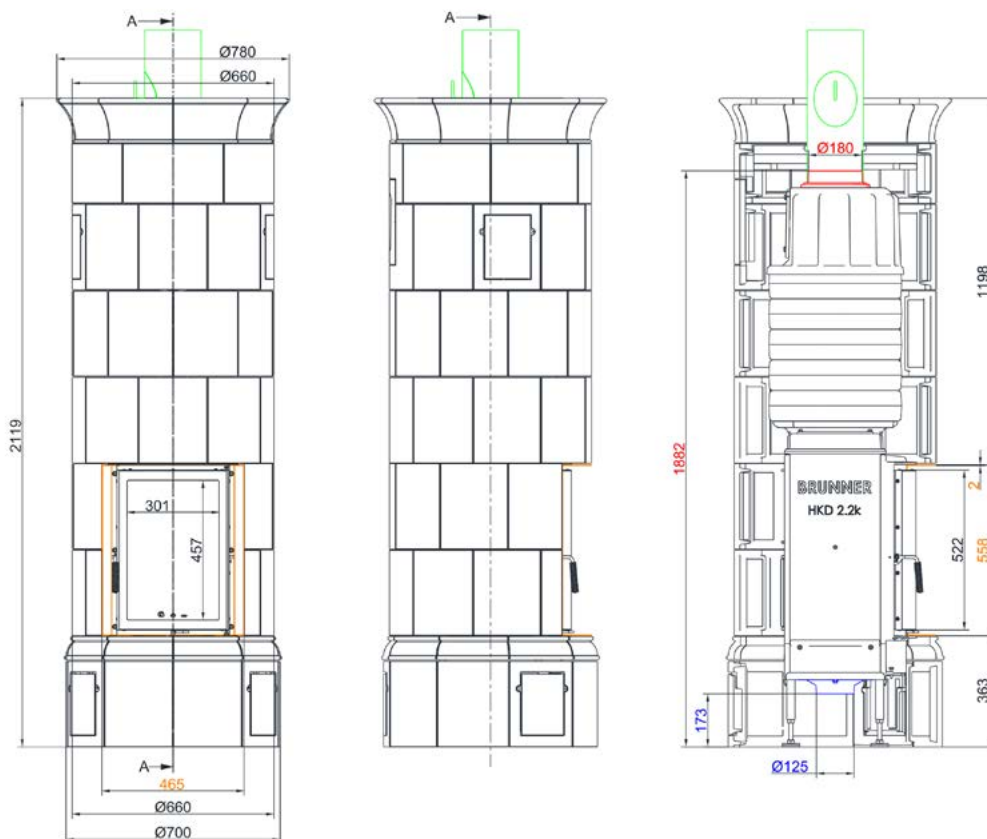 A
A
Ø780
Ø660
Ø180
2119
1882
1198
301
457
BRUNNER
HKD 2.2k
2
558
522
363
173
A
465
Ø125
Ø660
Ø700